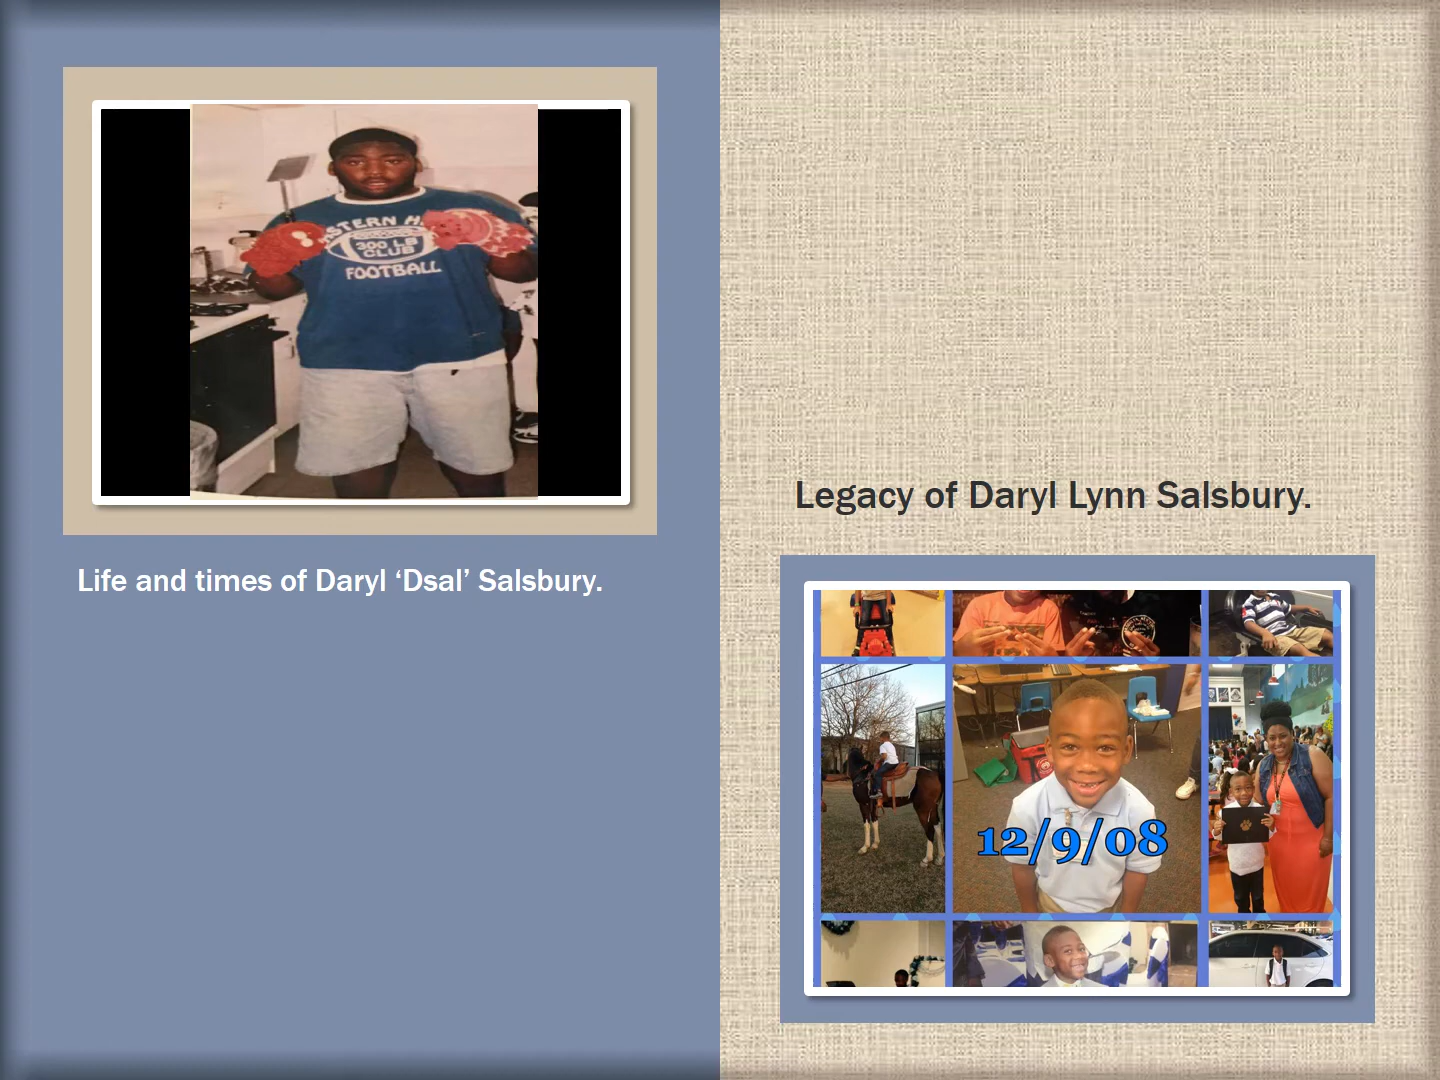 300 LB
CLUB
FOOTBALL
Life and times of Daryl ‘Dsal’ Salsbury.
Legacy of Daryl Lynn Salsbury.
12/9/08